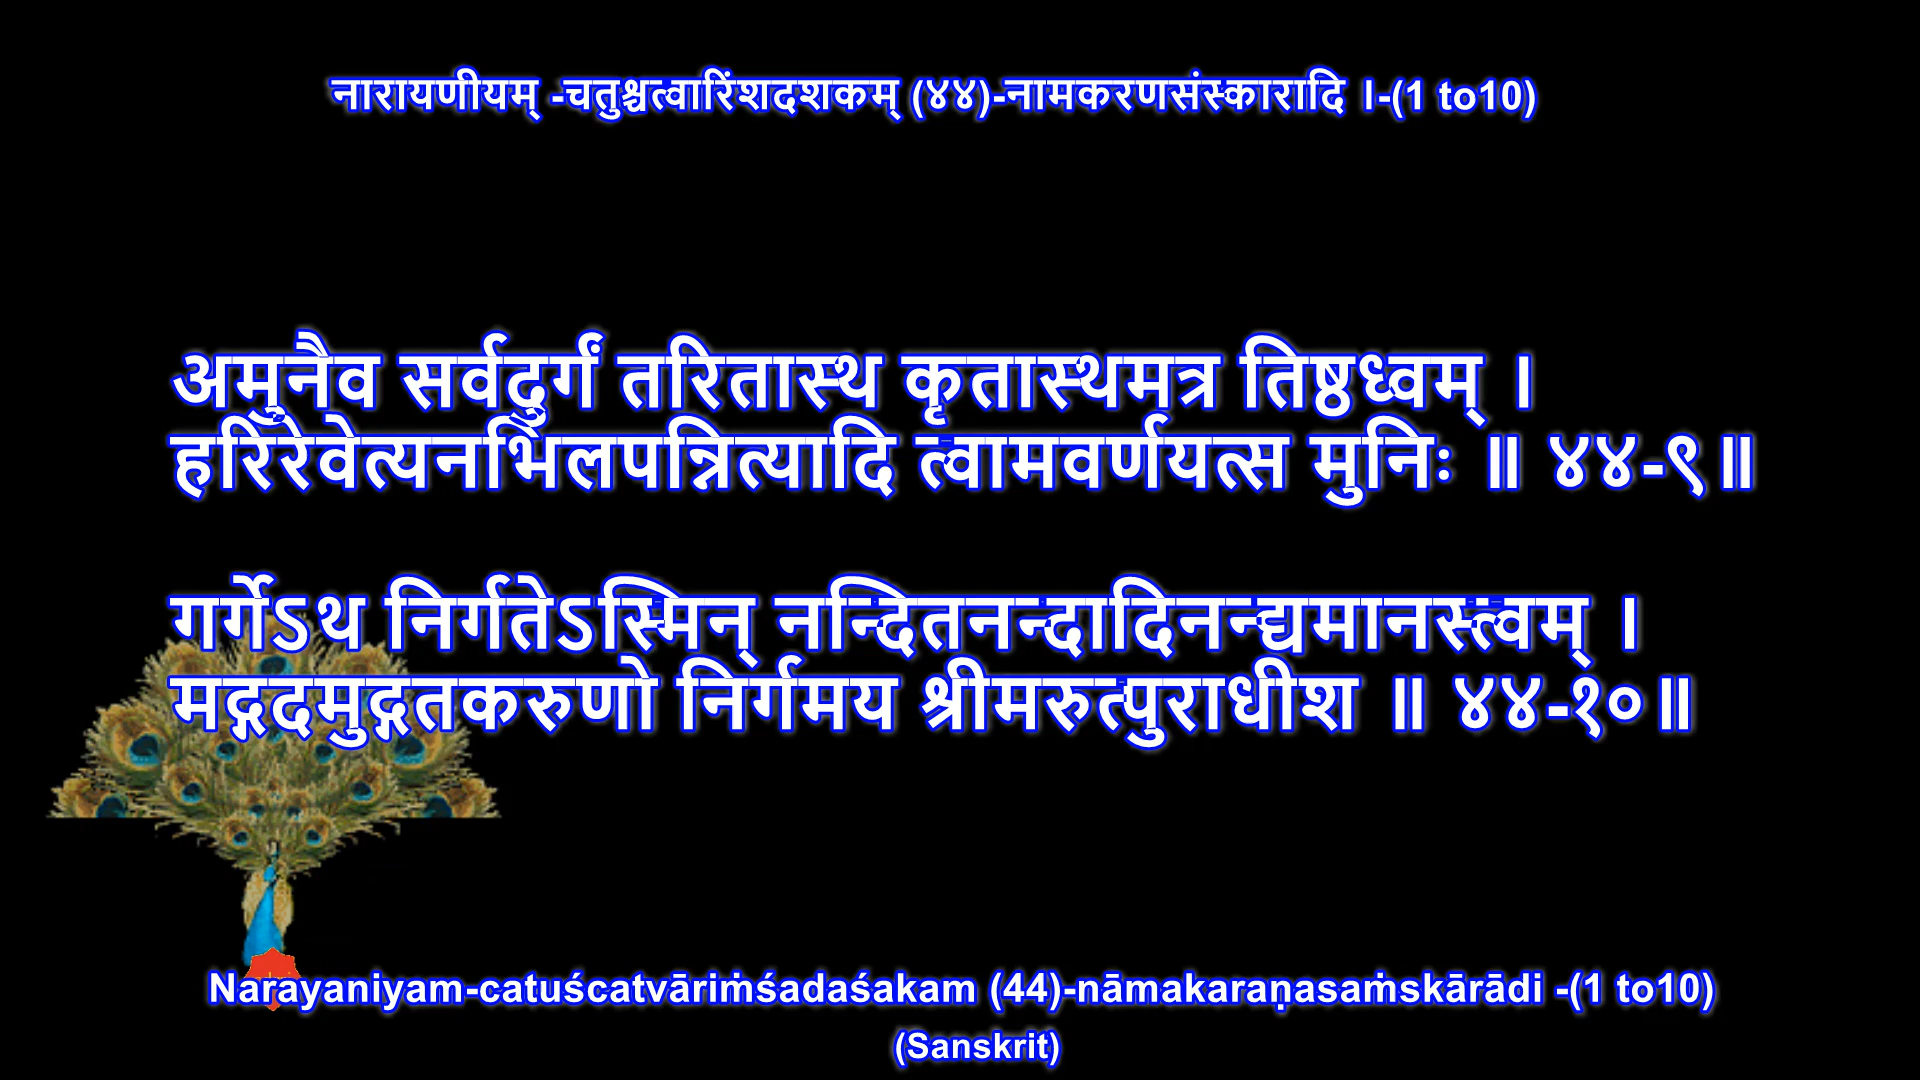 नारायणीयम् -चतुश्चत्वारिंशदशकम् (४४)-नामकरणसंस्कारादि ।-(1 to10)
अमुनैव सर्वदुर्गं तरितास्थ कृतास्थमत्र तिष्ठध्वम् ।
हरिरेवेत्यनभिलपन्नित्यादि त्वामवर्णयत्स मुनिः ॥ ४४-९॥
गर्गेऽथ निर्गतेऽस्मिन् नन्दितनन्दादिनन्द्यमानस्त्वम् ।
मद्गदमुद्गतकरुणो निर्गमय श्रीमरुत्पुराधीश ॥ ४४-१०॥
Narayaniyam-catuścatvāriṁśadaśakam (44)-nāmakaraṇasaṁskārādi -(1 to10)
(Sanskrit)